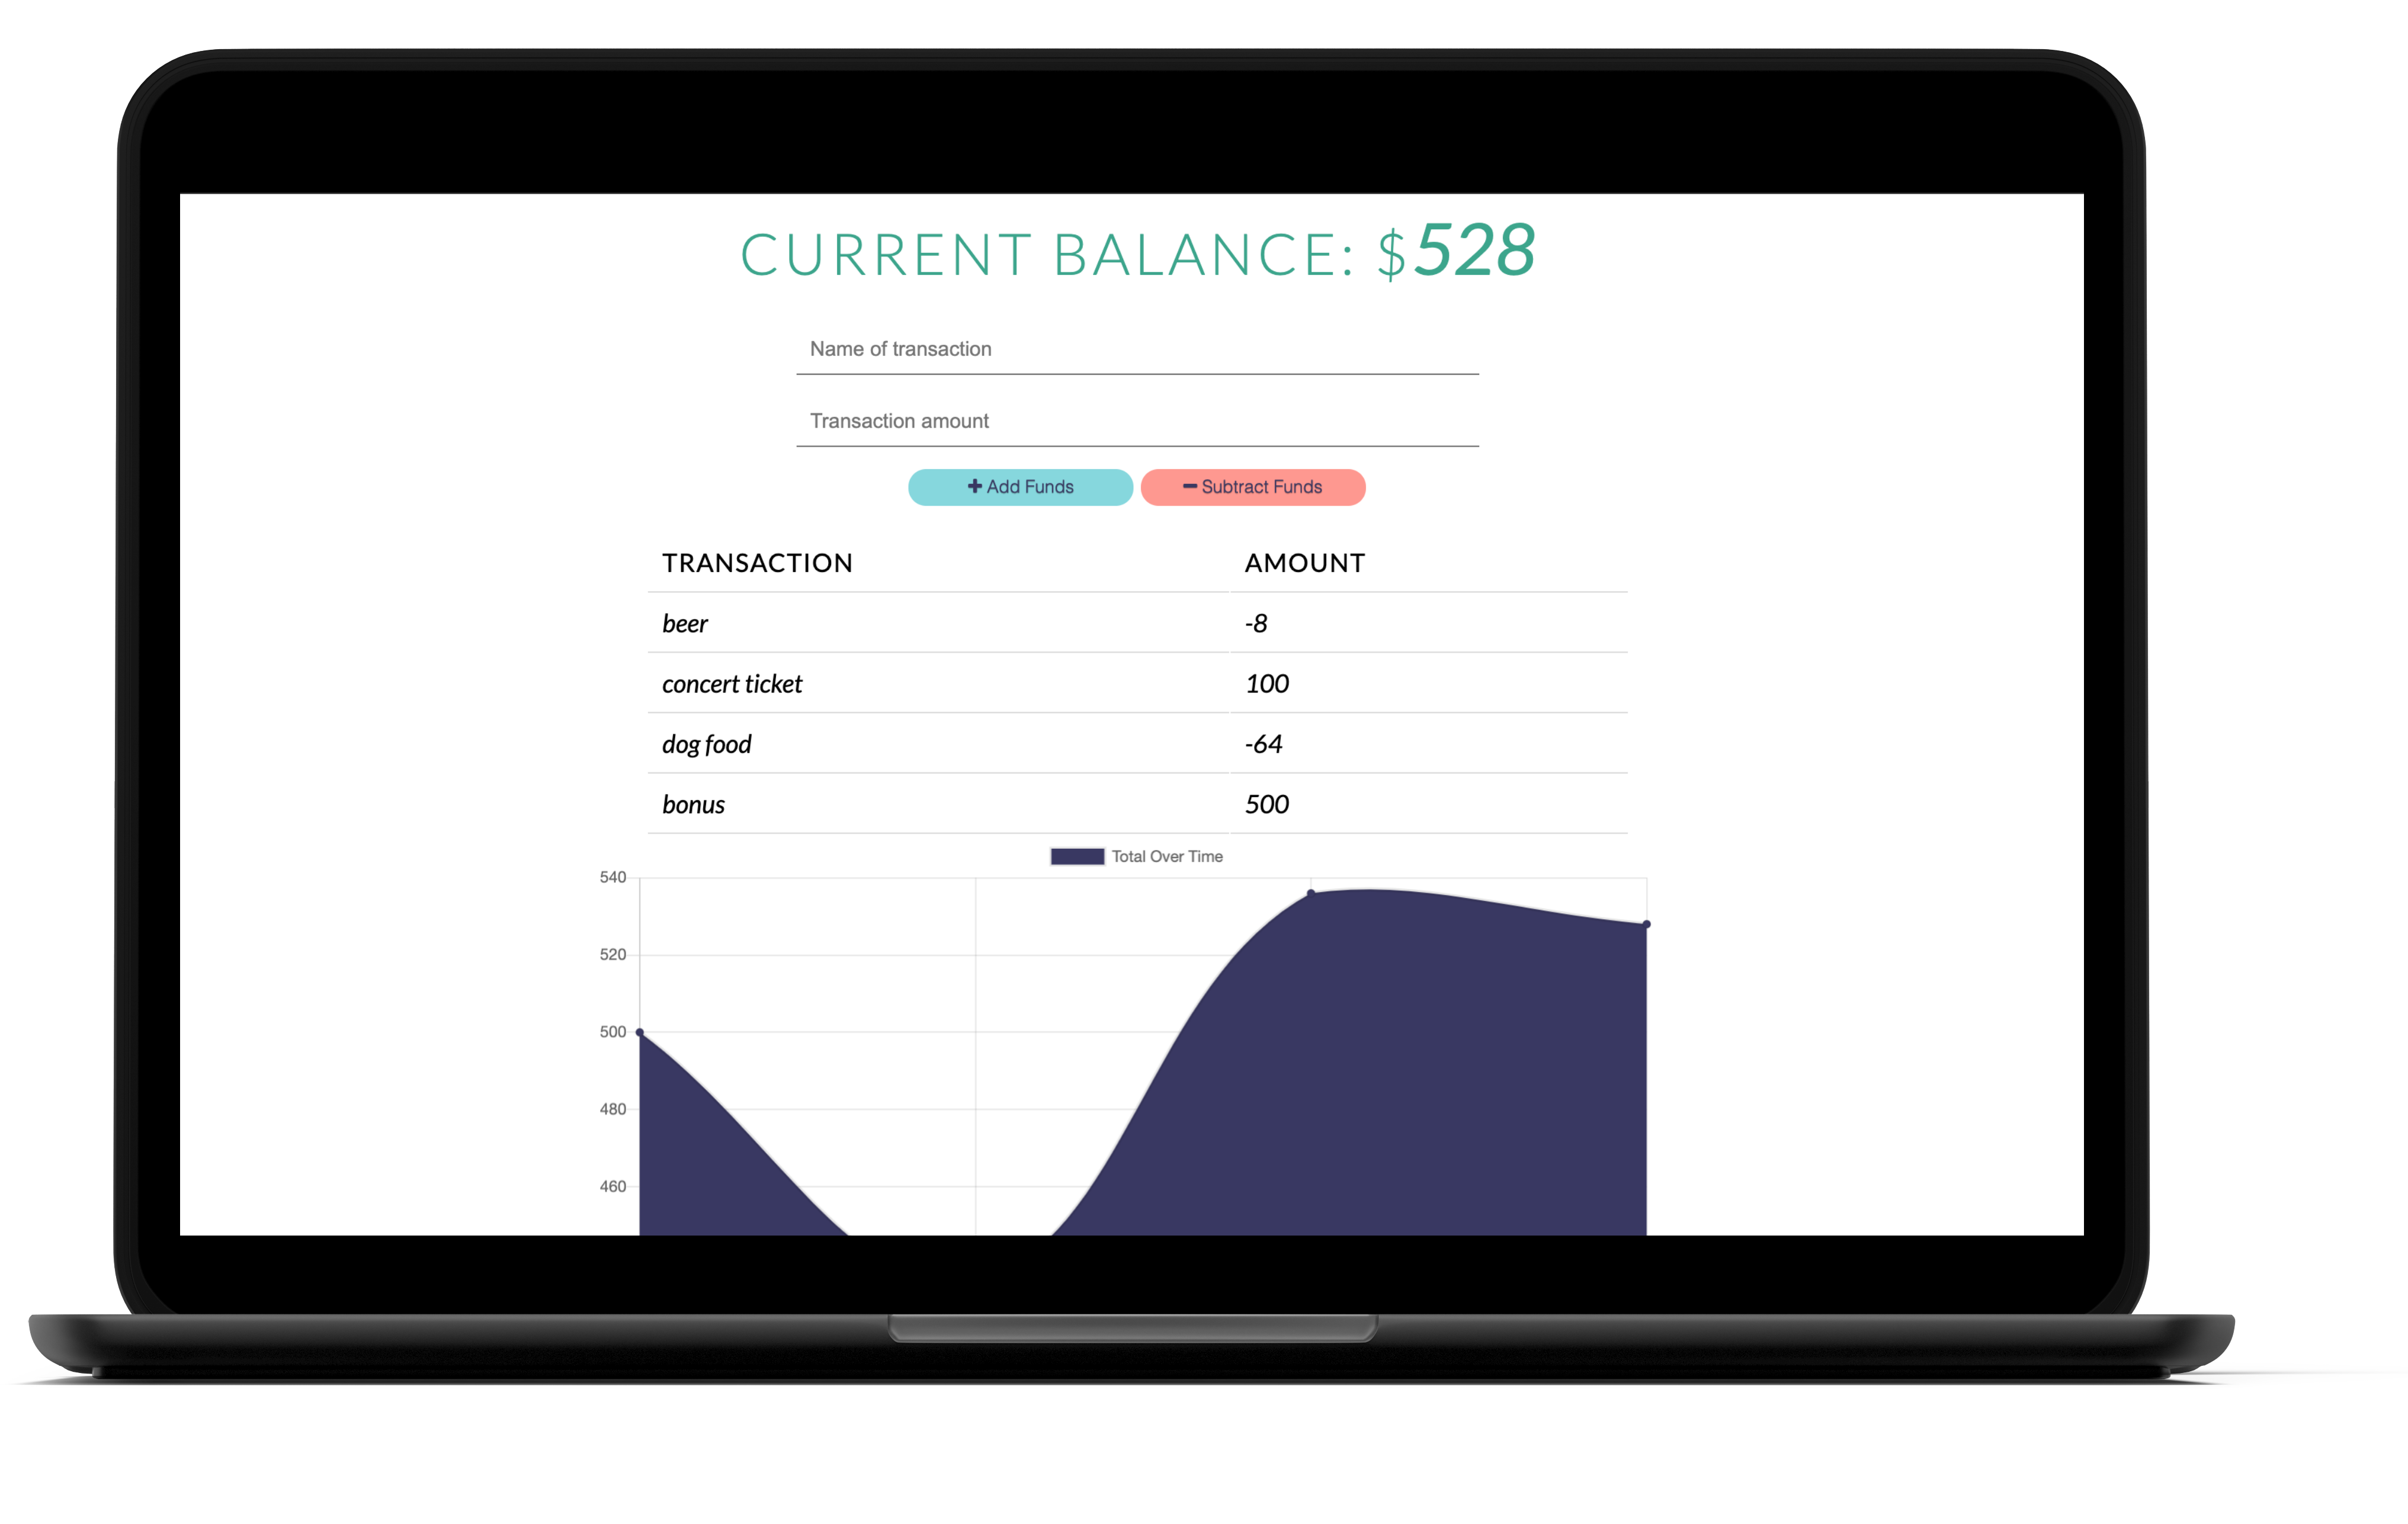 CURRENT BALANCE: $528
Name of transaction
Transaction amount
+ Add Funds - Subtract Funds
TRANSACTION AMOUNT
beer -8
concert ticket 100
dog food -64
bonus 500
Total Over Time
540
520
500
480
460